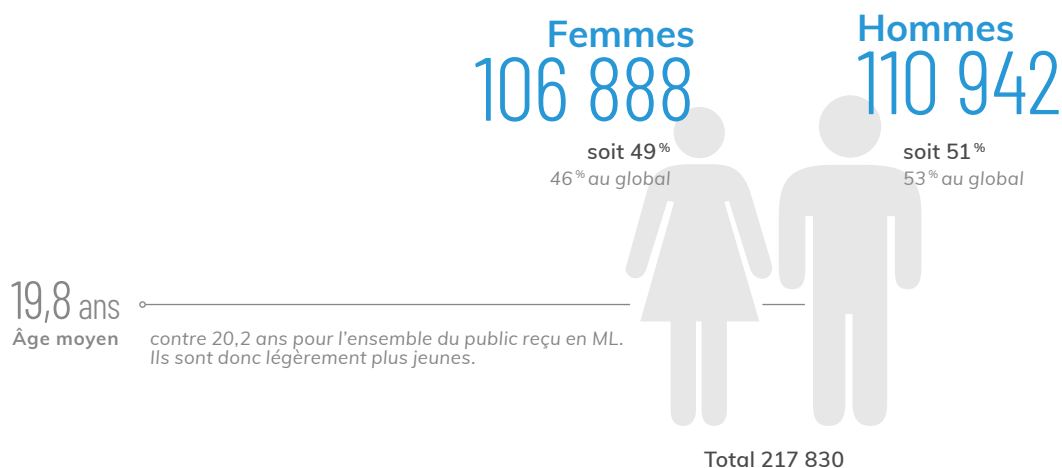 Femmes
106 888
soit 49 %
46 % au global
Hommes
110 942
soit 51 %
53 % au global
19,8 ans
Âge moyen
contre 20,2 ans pour l’ensemble du public reçu en ML.
Ils sont donc légèrement plus jeunes.
Total 217 830